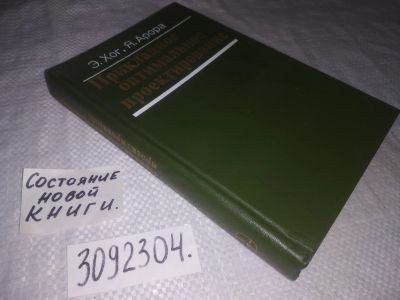 Э. Хог, Я. Арора
Прикладное
оптимальное
проектирование
Состояние
новой
книги.
3092304.